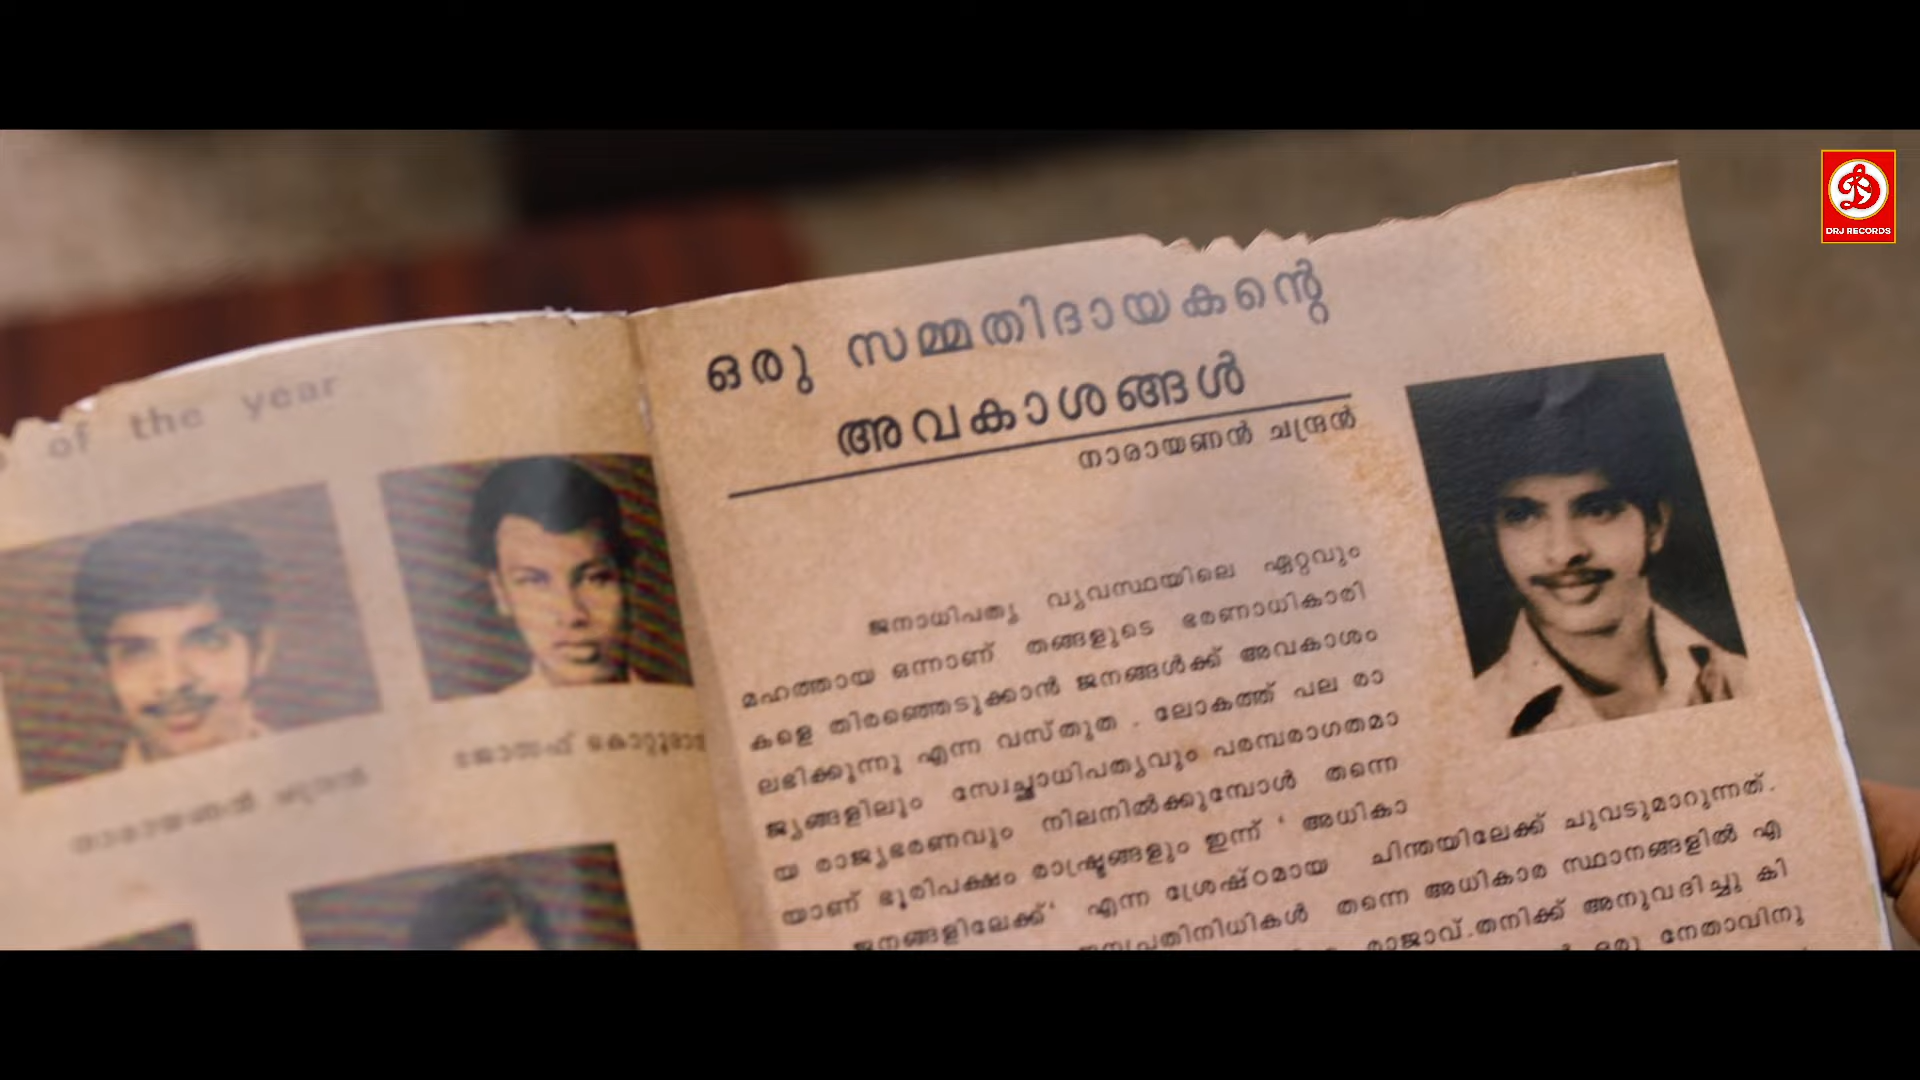 of the year
ജോസഫ്
ഒരു സമ്മതിദായകന്റെ
അവകാശങ്ങൾ
നാരായണൻ ചന്ദ്രൻ
ജനാധിപത്യ വ്യവസ്ഥയിലെ ഏറ്റവും
മഹത്തായ ഒന്നാണ് തങ്ങളുടെ ഭരണാധികാരി
കളെ തിരഞ്ഞെടുക്കാൻ ജനങ്ങൾക്ക് അവകാശം
ലഭിക്കുന്നു എന്ന വസ്തുത . ലോകത്ത് പല രാ
ജ്യങ്ങളിലും സ്വേച്ഛാധിപത്യവും പരമ്പരാഗതമാ
യ രാജ്യഭരണവും നിലനിൽക്കുമ്പോൾ തന്നെ
യാണ് ഭൂരിപക്ഷം രാഷ്ട്രങ്ങളും ഇന്ന് ' അധികാ
ജനങ്ങളിലേക്ക്' എന്ന ശ്രേഷ്ഠമായ ചിന്തയിലേക്ക് ചുവടുമാറുന്നത്.
തന്നെ അധികാര സ്ഥാനങ്ങളിൽ എ
രാജാവ്.തനിക്ക് അനുവദിച്ചു കി
ഒരു നേതാവിനു
DRJ RECORDS